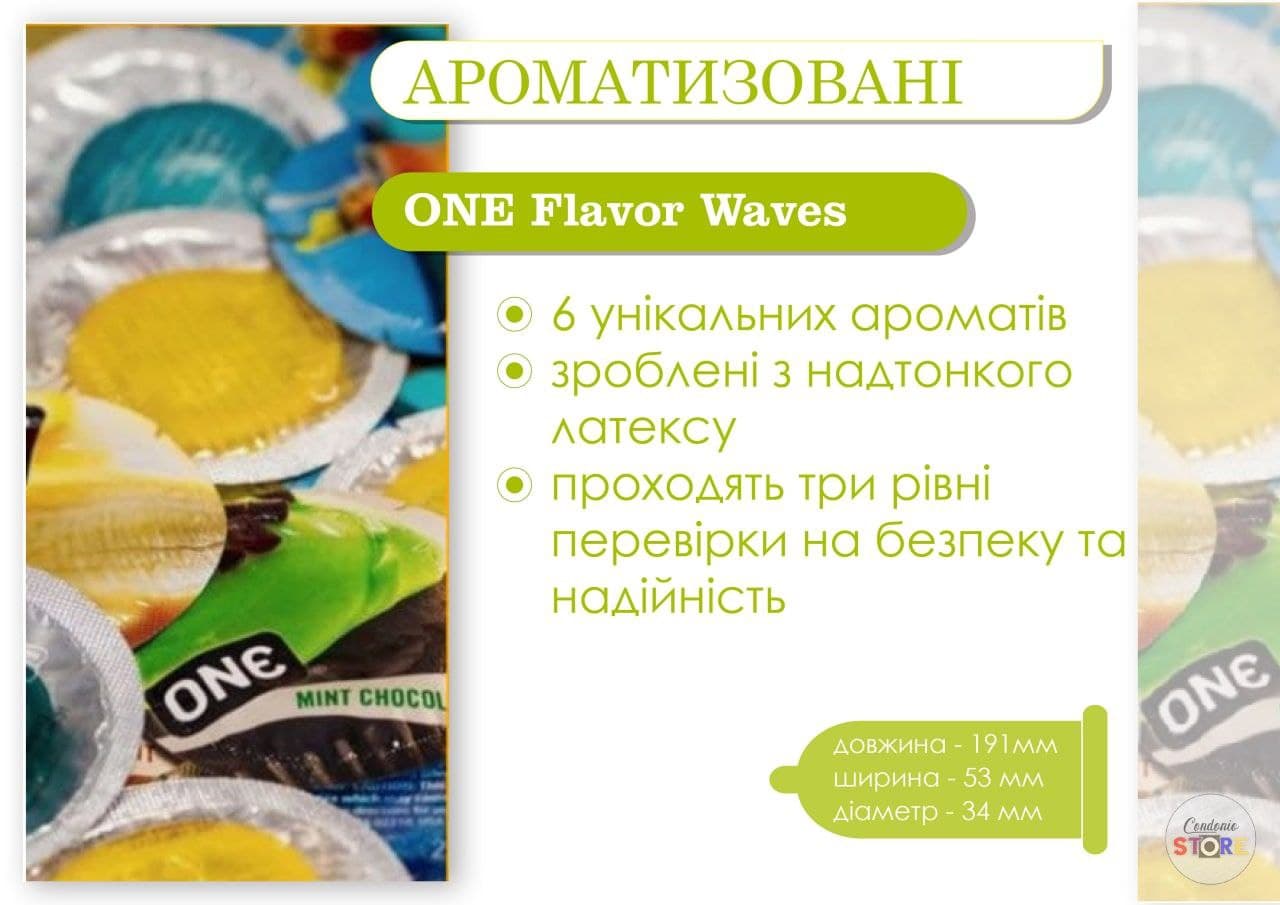 АРОМАТИЗОВАНІ
ONE Flavor Waves
6 унікальних ароматів
зроблені з надтонкого
латексу
проходять три рівні
перевірки на безпеку та
надійність
ONE
MINT CHOCOL
довжина - 191мм
ширина - 53 мм
діаметр - 34 мм
ONE
Condonio
STORE